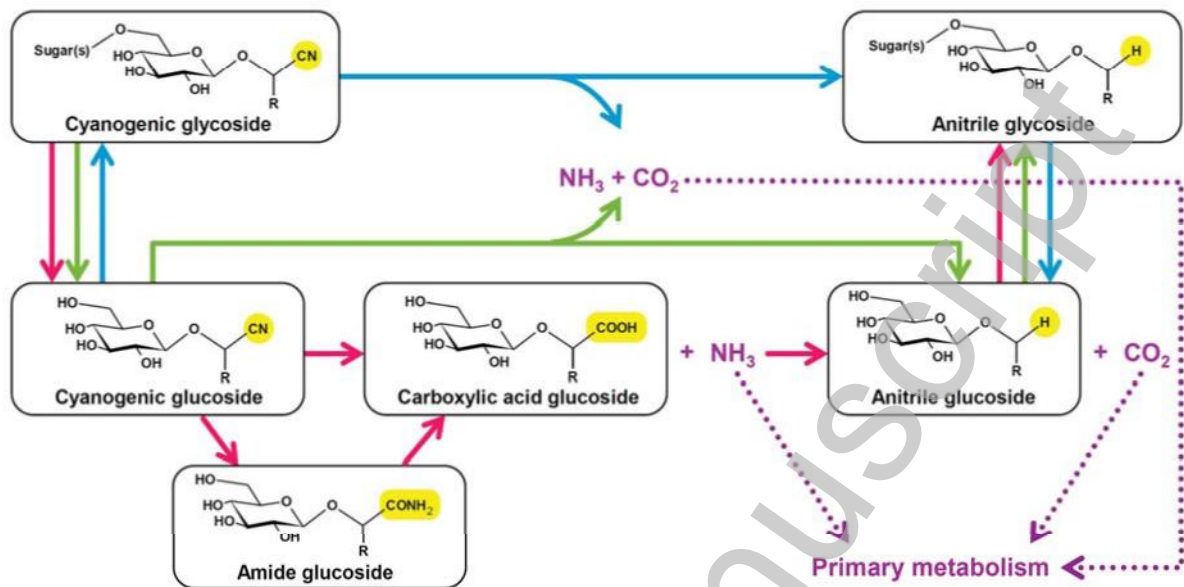 Sugar(s) O HO HO O OH O CN R
Cyanogenic glycoside
Sugar(s) O HO HO O OH O H R
Anitrile glycoside
NH₃ + CO₂
HO HO HO O OH O CN R
Cyanogenic glucoside
HO HO HO O OH O COOH R
Carboxylic acid glucoside
+ NH₃
HO HO HO O OH O H R
Anitrile glucoside
+ CO₂
HO HO HO O OH O CONH₂ R
Amide glucoside
Primary metabolism
nuscript